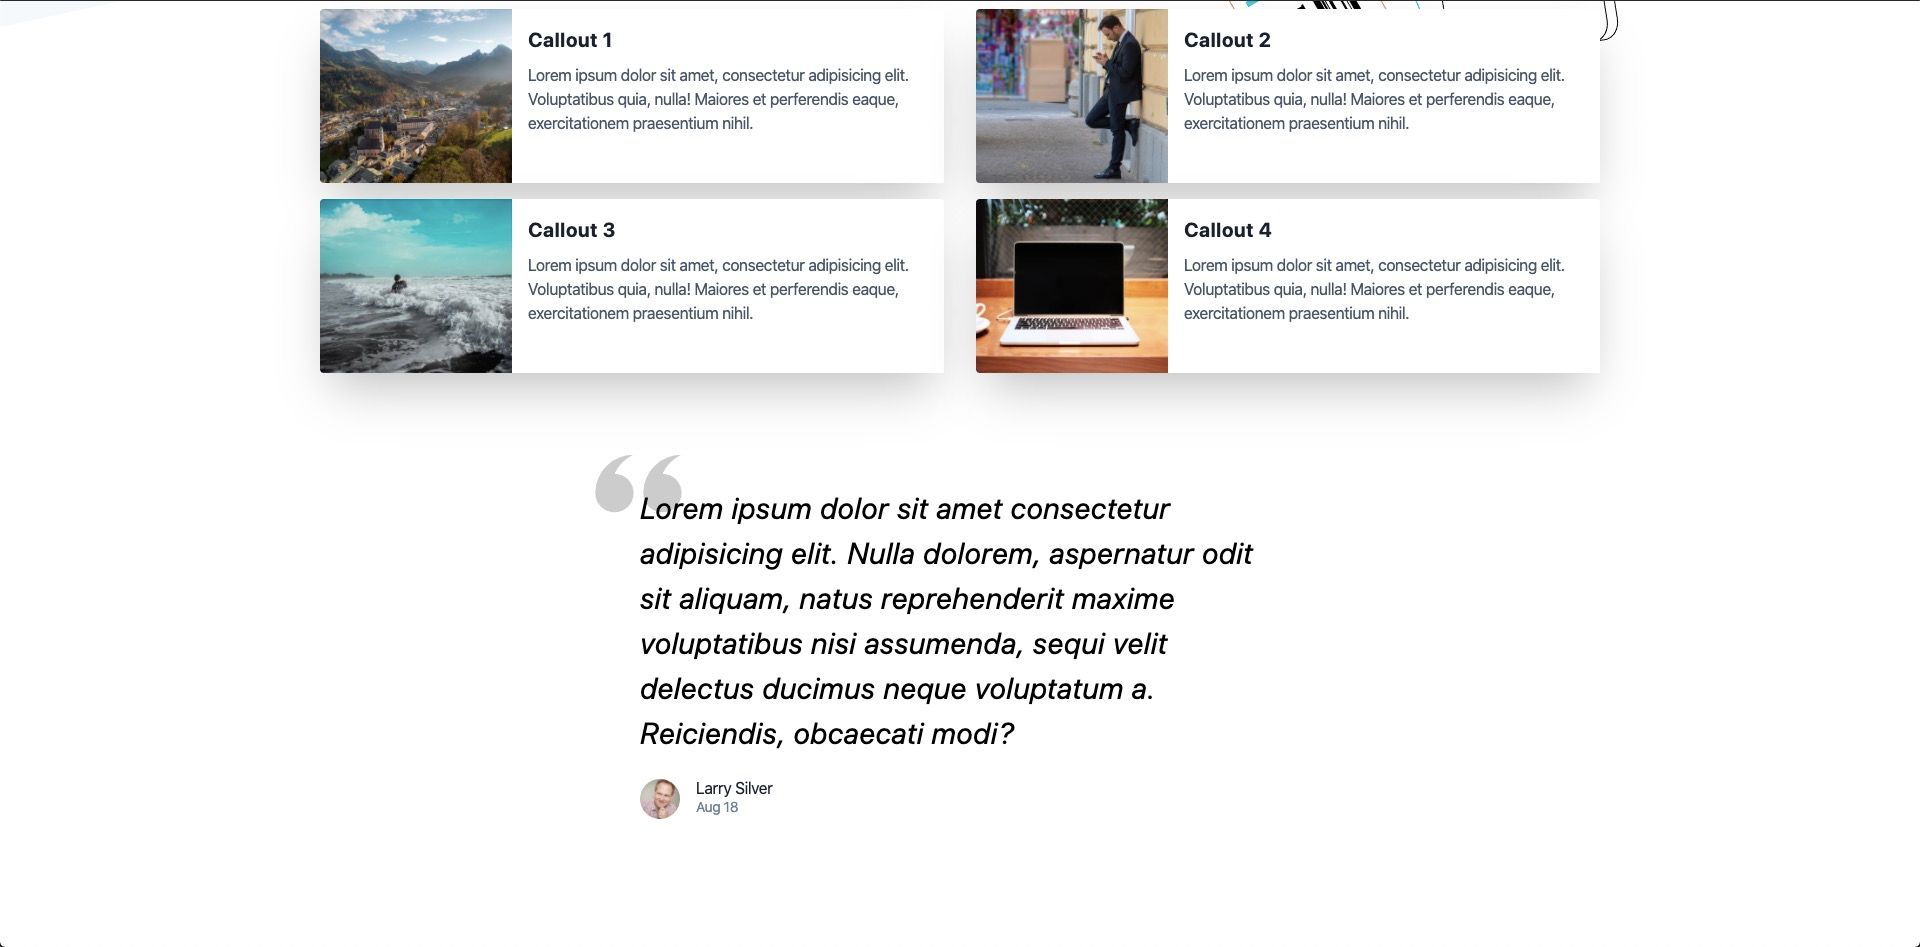 Callout 1
Lorem ipsum dolor sit amet, consectetur adipisicing elit.
Voluptatibus quia, nulla! Maiores et perferendis eaque,
exercitationem praesentium nihil.
Callout 2
Lorem ipsum dolor sit amet, consectetur adipisicing elit.
Voluptatibus quia, nulla! Maiores et perferendis eaque,
exercitationem praesentium nihil.
Callout 3
Lorem ipsum dolor sit amet, consectetur adipisicing elit.
Voluptatibus quia, nulla! Maiores et perferendis eaque,
exercitationem praesentium nihil.
Callout 4
Lorem ipsum dolor sit amet, consectetur adipisicing elit.
Voluptatibus quia, nulla! Maiores et perferendis eaque,
exercitationem praesentium nihil.
“
Lorem ipsum dolor sit amet consectetur
adipisicing elit. Nulla dolorem, aspernatur odit
sit aliquam, natus reprehenderit maxime
voluptatibus nisi assumenda, sequi velit
delectus ducimus neque voluptatum a.
Reiciendis, obcaecati modi?
Larry Silver
Aug 18